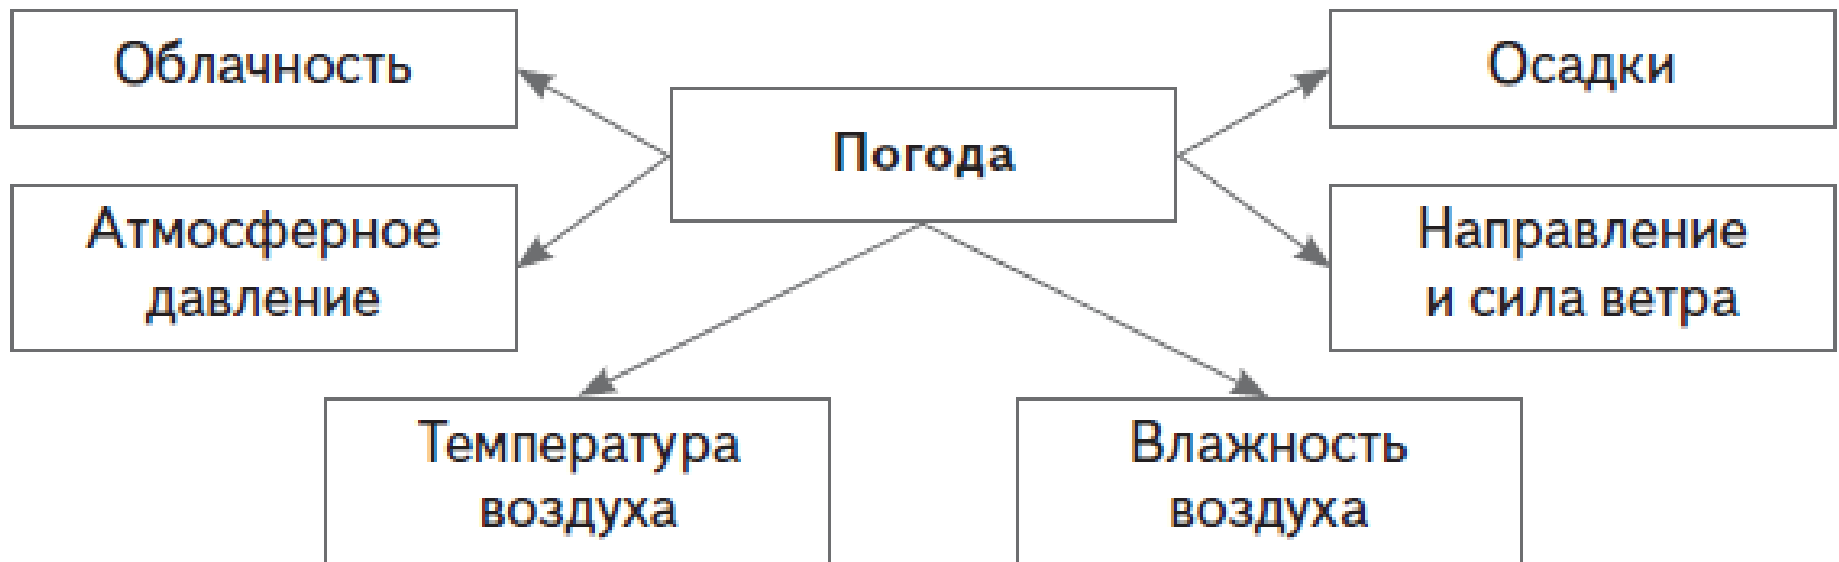 Облачность
Осадки
Погода
Атмосферное
давление
Направление
и сила ветра
Температура
воздуха
Влажность
воздуха